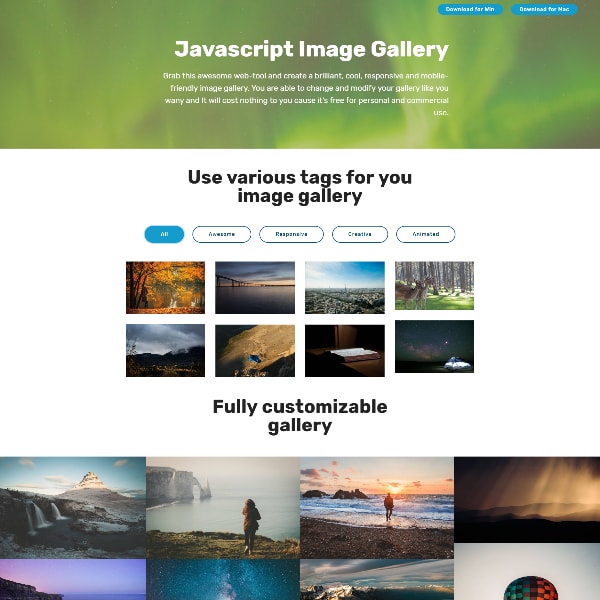 Download for Win Download for Mac
Javascript Image Gallery
Grab this awesome web-tool and create a brilliant, cool, responsive and mobile-
friendly image gallery. You are able to change and modify your gallery like you
wany and It will cost nothing to you cause it's free for personal and commercial
use.
Use various tags for you
image gallery
All Awesome Responsive Creative Animated
Fully customizable
gallery